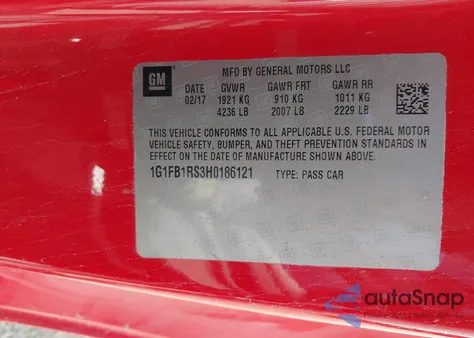 GM
MFD BY GENERAL MOTORS LLC
DATE GVWR GAWR FRT GAWR RR
02/17 1921 KG 910 KG 1011 KG
4236 LB 2007 LB 2229 LB
THIS VEHICLE CONFORMS TO ALL APPLICABLE U.S. FEDERAL MOTOR
VEHICLE SAFETY, BUMPER, AND THEFT PREVENTION STANDARDS
IN EFFECT ON THE DATE OF MANUFACTURE SHOWN ABOVE.
1G1FB1RS3H0186121 TYPE: PASS CAR
autoSnap